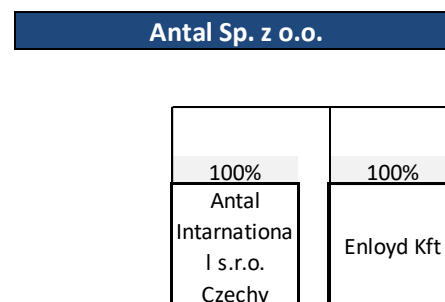 Antal Sp. z o.o.
100% 100%
Antal
Intarnationa
l s.r.o.
Czechy
Enloyd Kft